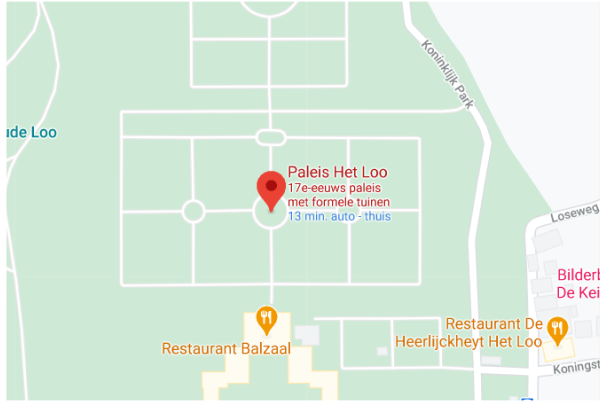 Koninklijk Park
ude Loo
Paleis Het Loo
17e-eeuws paleis
met formele tuinen
13 min. auto - thuis
Loseweg
Bilderb
De Kei
Restaurant De
Heerlijckheyt Het Loo
Restaurant Balzaal
Koningst